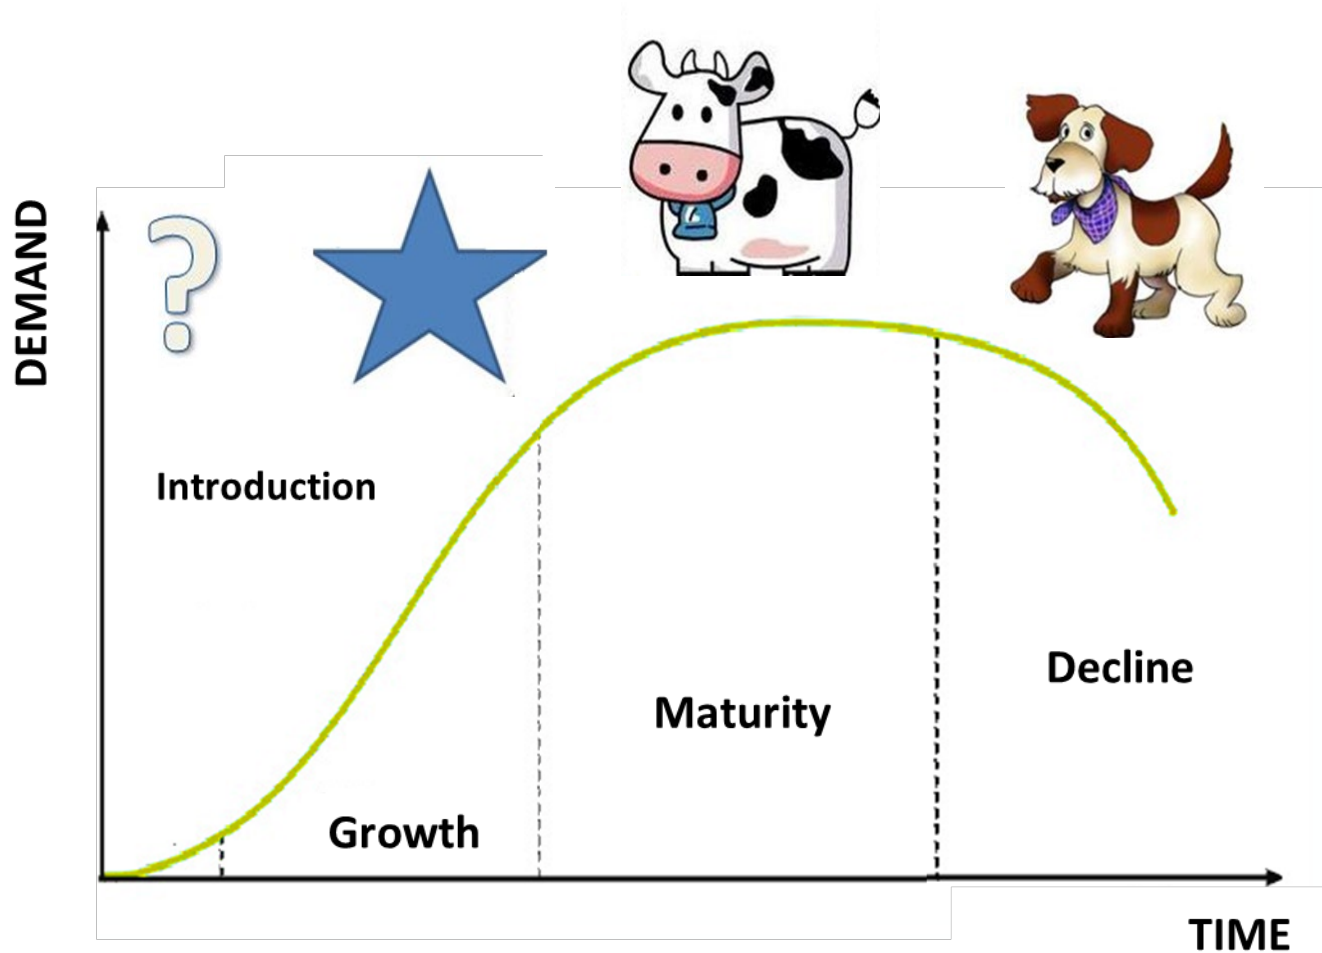 ?
DEMAND
Introduction
Growth
Maturity
Decline
TIME